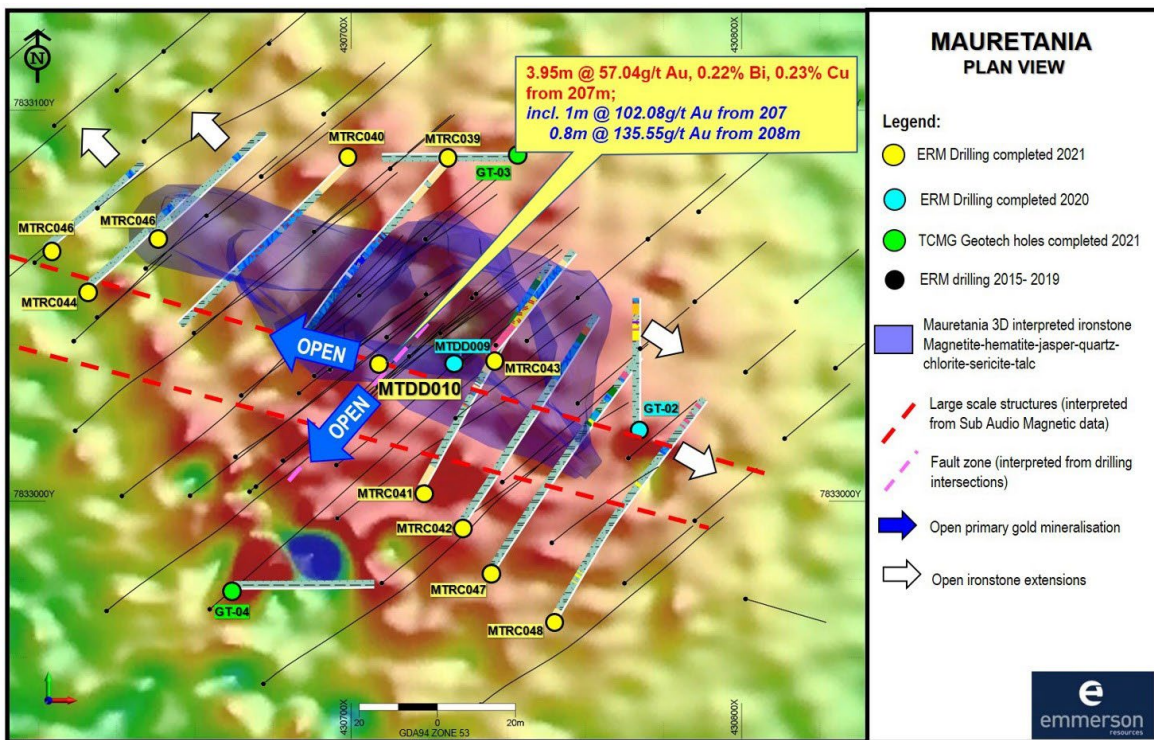 430700X
430800X
N
7833100Y
3.95m @ 57.04g/t Au, 0.22% Bi, 0.23% Cu
from 207m;
incl. 1m @ 102.08g/t Au from 207
0.8m @ 135.55g/t Au from 208m
MTRC040
MTRC039
GT-03
MTRC046
MTRC046
MTRC044
OPEN
MTDD009
MTRC043
MTDD010
OPEN
GT-02
7833000Y
7833000Y
MTRC041
MTRC042
MTRC047
GT-04
MTRC048
430700X
430800X
20
0
20m
GDA94 ZONE 53
MAURETANIA
PLAN VIEW
Legend:
ERM Drilling completed 2021
ERM Drilling completed 2020
TCMG Geotech holes completed 2021
ERM drilling 2015- 2019
Mauretania 3D interpreted ironstone
Magnetite-hematite-jasper-quartz-
chlorite-sericite-talc
Large scale structures (interpreted
from Sub Audio Magnetic data)
Fault zone (interpreted from drilling
intersections)
Open primary gold mineralisation
Open ironstone extensions
e
emmerson
resources